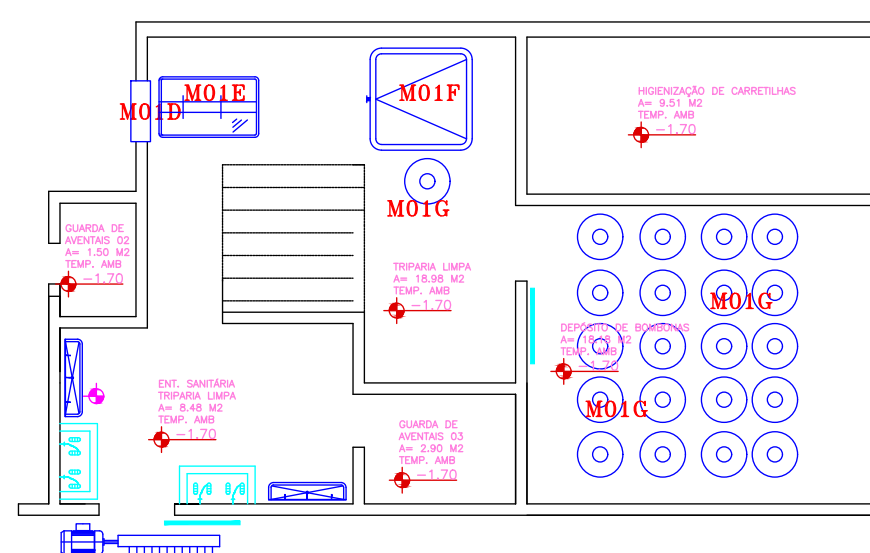 M01E
M01D
M01F
HIGIENIZAÇÃO DE CARRETILHAS
A= 9.51 M2
TEMP. AMB
-1.70
M01G
GUARDA DE
AVENTAIS 02
A= 1.50 M2
TEMP. AMB
-1.70
TRIPARIA LIMPA
A= 18.98 M2
TEMP. AMB
-1.70
M01G
DEPÓSITO DE BOMBONAS
A= 18.18 M2
TEMP. AMB
-1.70
M01G
ENT. SANITÁRIA
TRIPARIA LIMPA
A= 8.48 M2
TEMP. AMB
-1.70
GUARDA DE
AVENTAIS 03
A= 2.90 M2
TEMP. AMB
-1.70